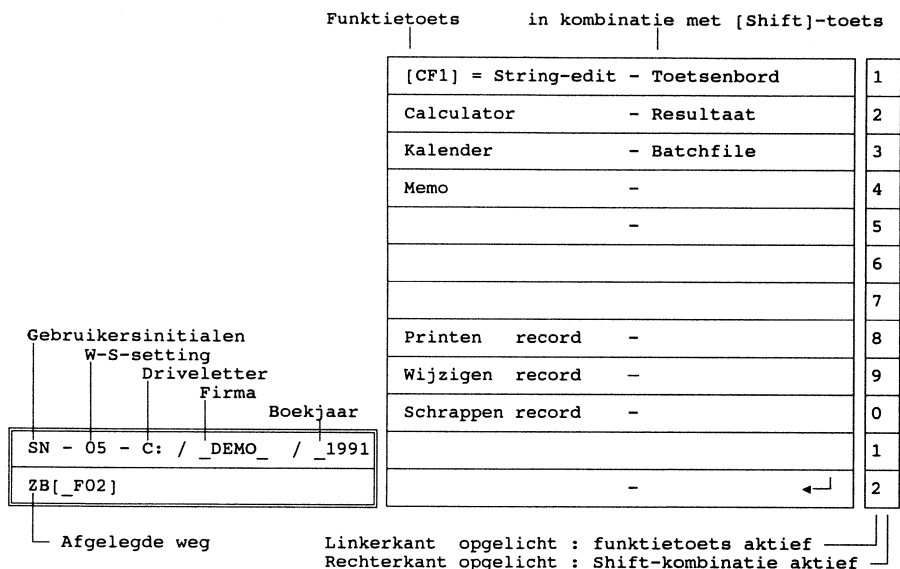 Funktietoets in kombinatie met [Shift]-toets
[CF1] = String-edit - Toetsenbord 1
Calculator - Resultaat 2
Kalender - Batchfile 3
Memo - 4
- 5
6
7
Gebruikersinitialen
Printen record - 8
W-S-setting
Driveletter
Wijzigen record - 9
Firma
Boekjaar
Schrappen record - 0
SN - 05 - C: / _DEMO_ / _1991
1
ZB[_F02]
- 2
Afgelegde weg
Linkerkant opgelicht : funktietoets aktief
Rechterkant opgelicht : Shift-kombinatie aktief